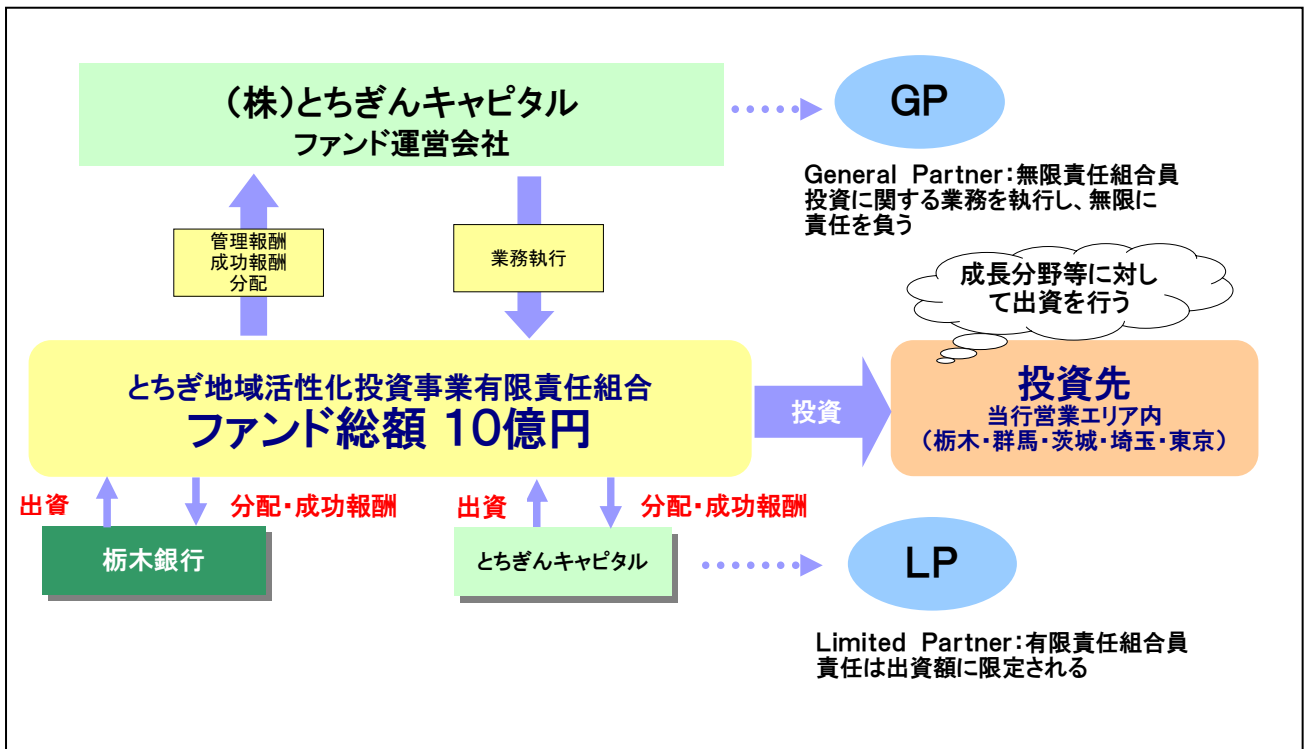 (株)とちぎんキャピタル
ファンド運営会社
GP
General Partner:無限責任組合員
投資に関する業務を執行し、無限に
責任を負う
管理報酬
成功報酬
分配
業務執行
成長分野等に対し
て出資を行う
とちぎ地域活性化投資事業有限責任組合
ファンド総額 10億円
投資
投資先
当行営業エリア内
(栃木・群馬・茨城・埼玉・東京)
出資
分配・成功報酬
出資
分配・成功報酬
栃木銀行
とちぎんキャピタル
LP
Limited Partner:有限責任組合員
責任は出資額に限定される